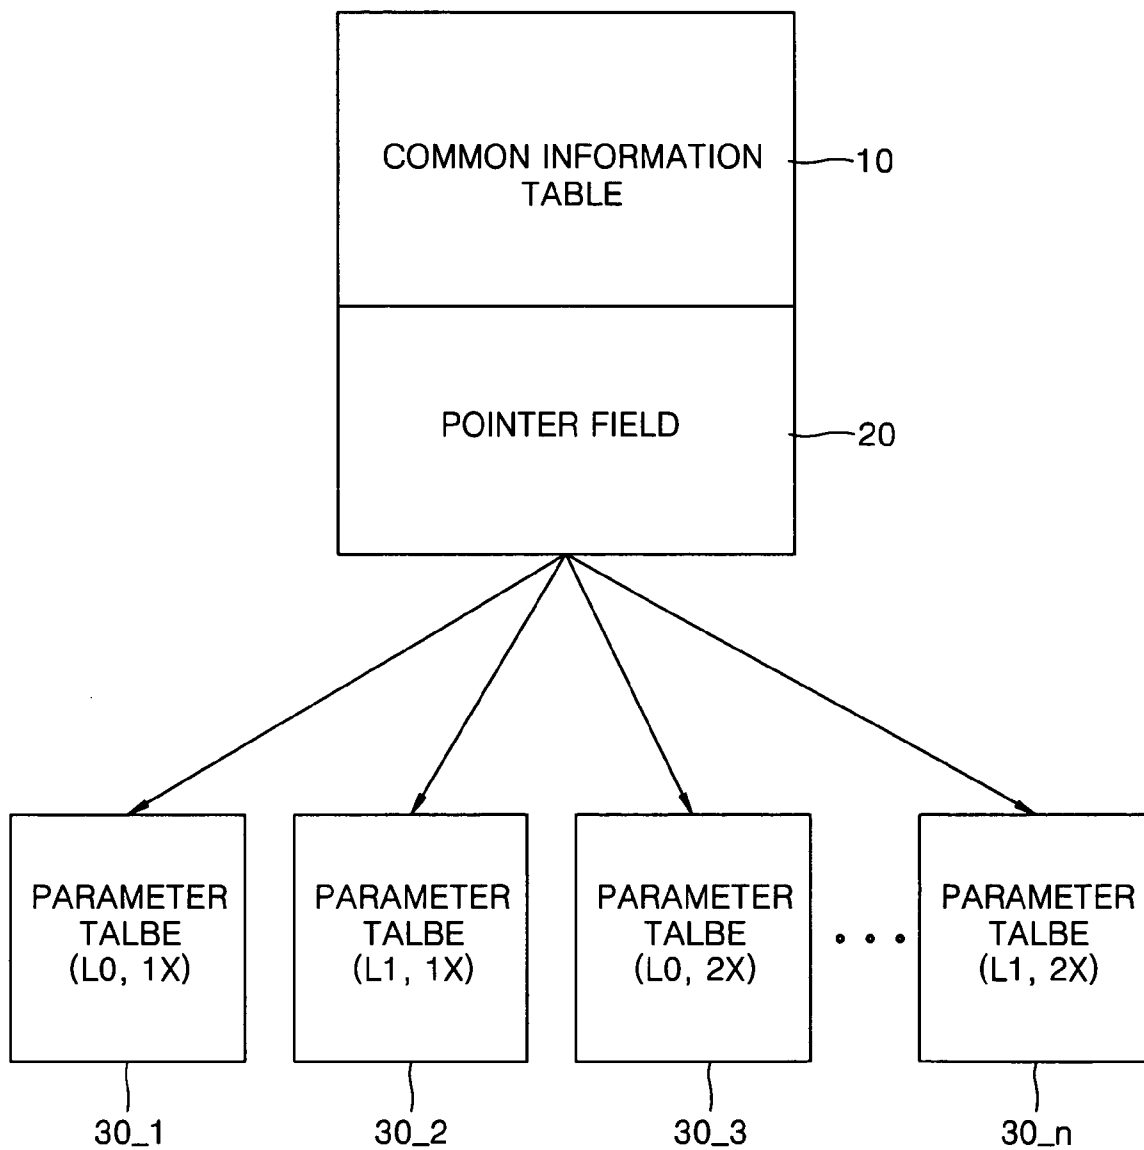 COMMON INFORMATION
TABLE
10
POINTER FIELD
20
PARAMETER
TALBE
(L0, 1X)
PARAMETER
TALBE
(L1, 1X)
PARAMETER
TALBE
(L0, 2X)
PARAMETER
TALBE
(L1, 2X)
30_1
30_2
30_3
30_n